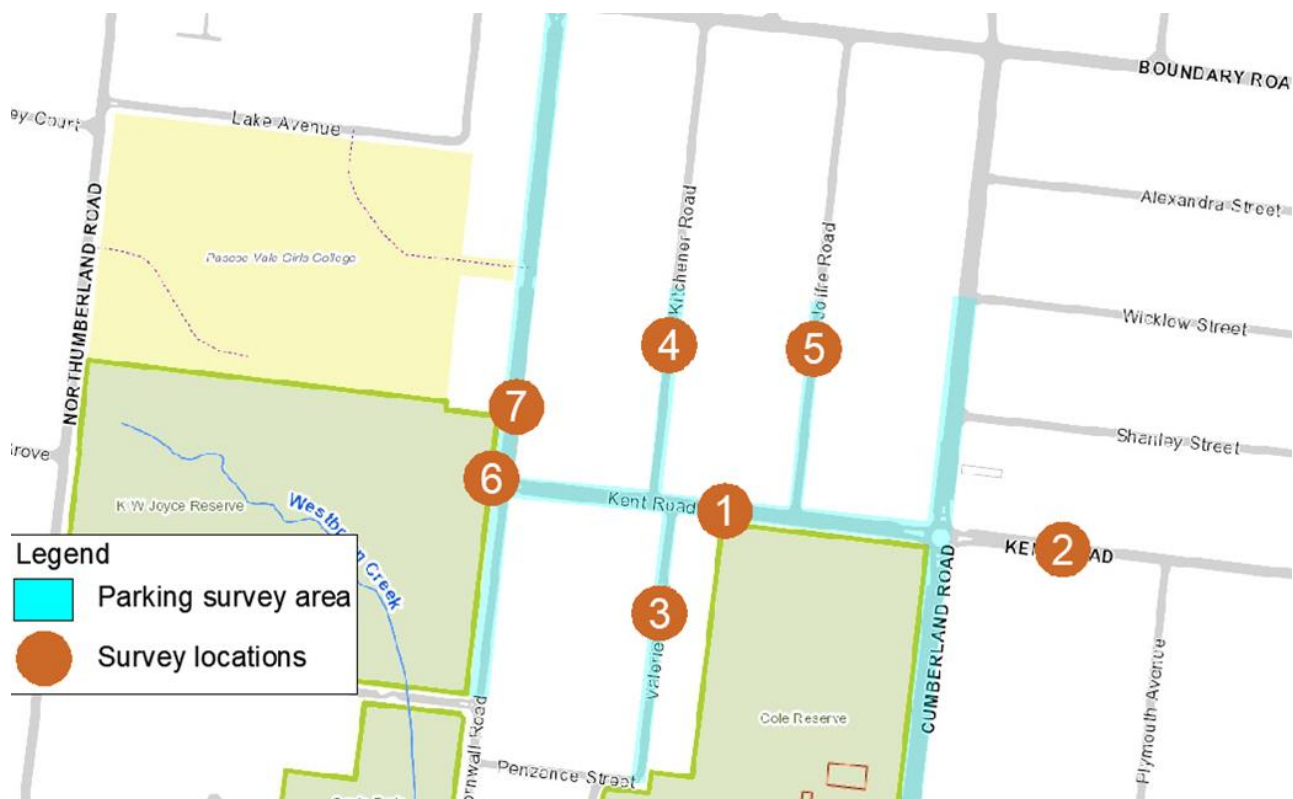 BOUNDARY ROA
Lake Avenue
ey Court
Alexandra Street
NORTHUMBERLAND ROAD
Kitchener Road
Joffre Road
Pascoe Vale Girls College
Wicklow Street
4
5
7
Shanley Street
rove
6
Kent Road
1
K W Joyce Reserve
Westbreen Creek
KE
AD
2
Legend
Parking survey area
Survey locations
3
Valerie
CUMBERLAND ROAD
Plymouth Avenue
Cole Reserve
ornwall Road
Penzance Street